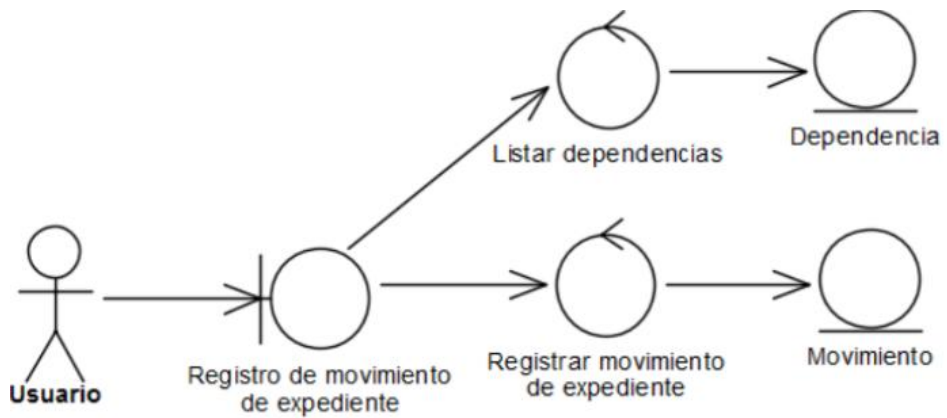 Listar dependencias
Dependencia
Usuario
Registro de movimiento
de expediente
Registrar movimiento
de expediente
Movimiento